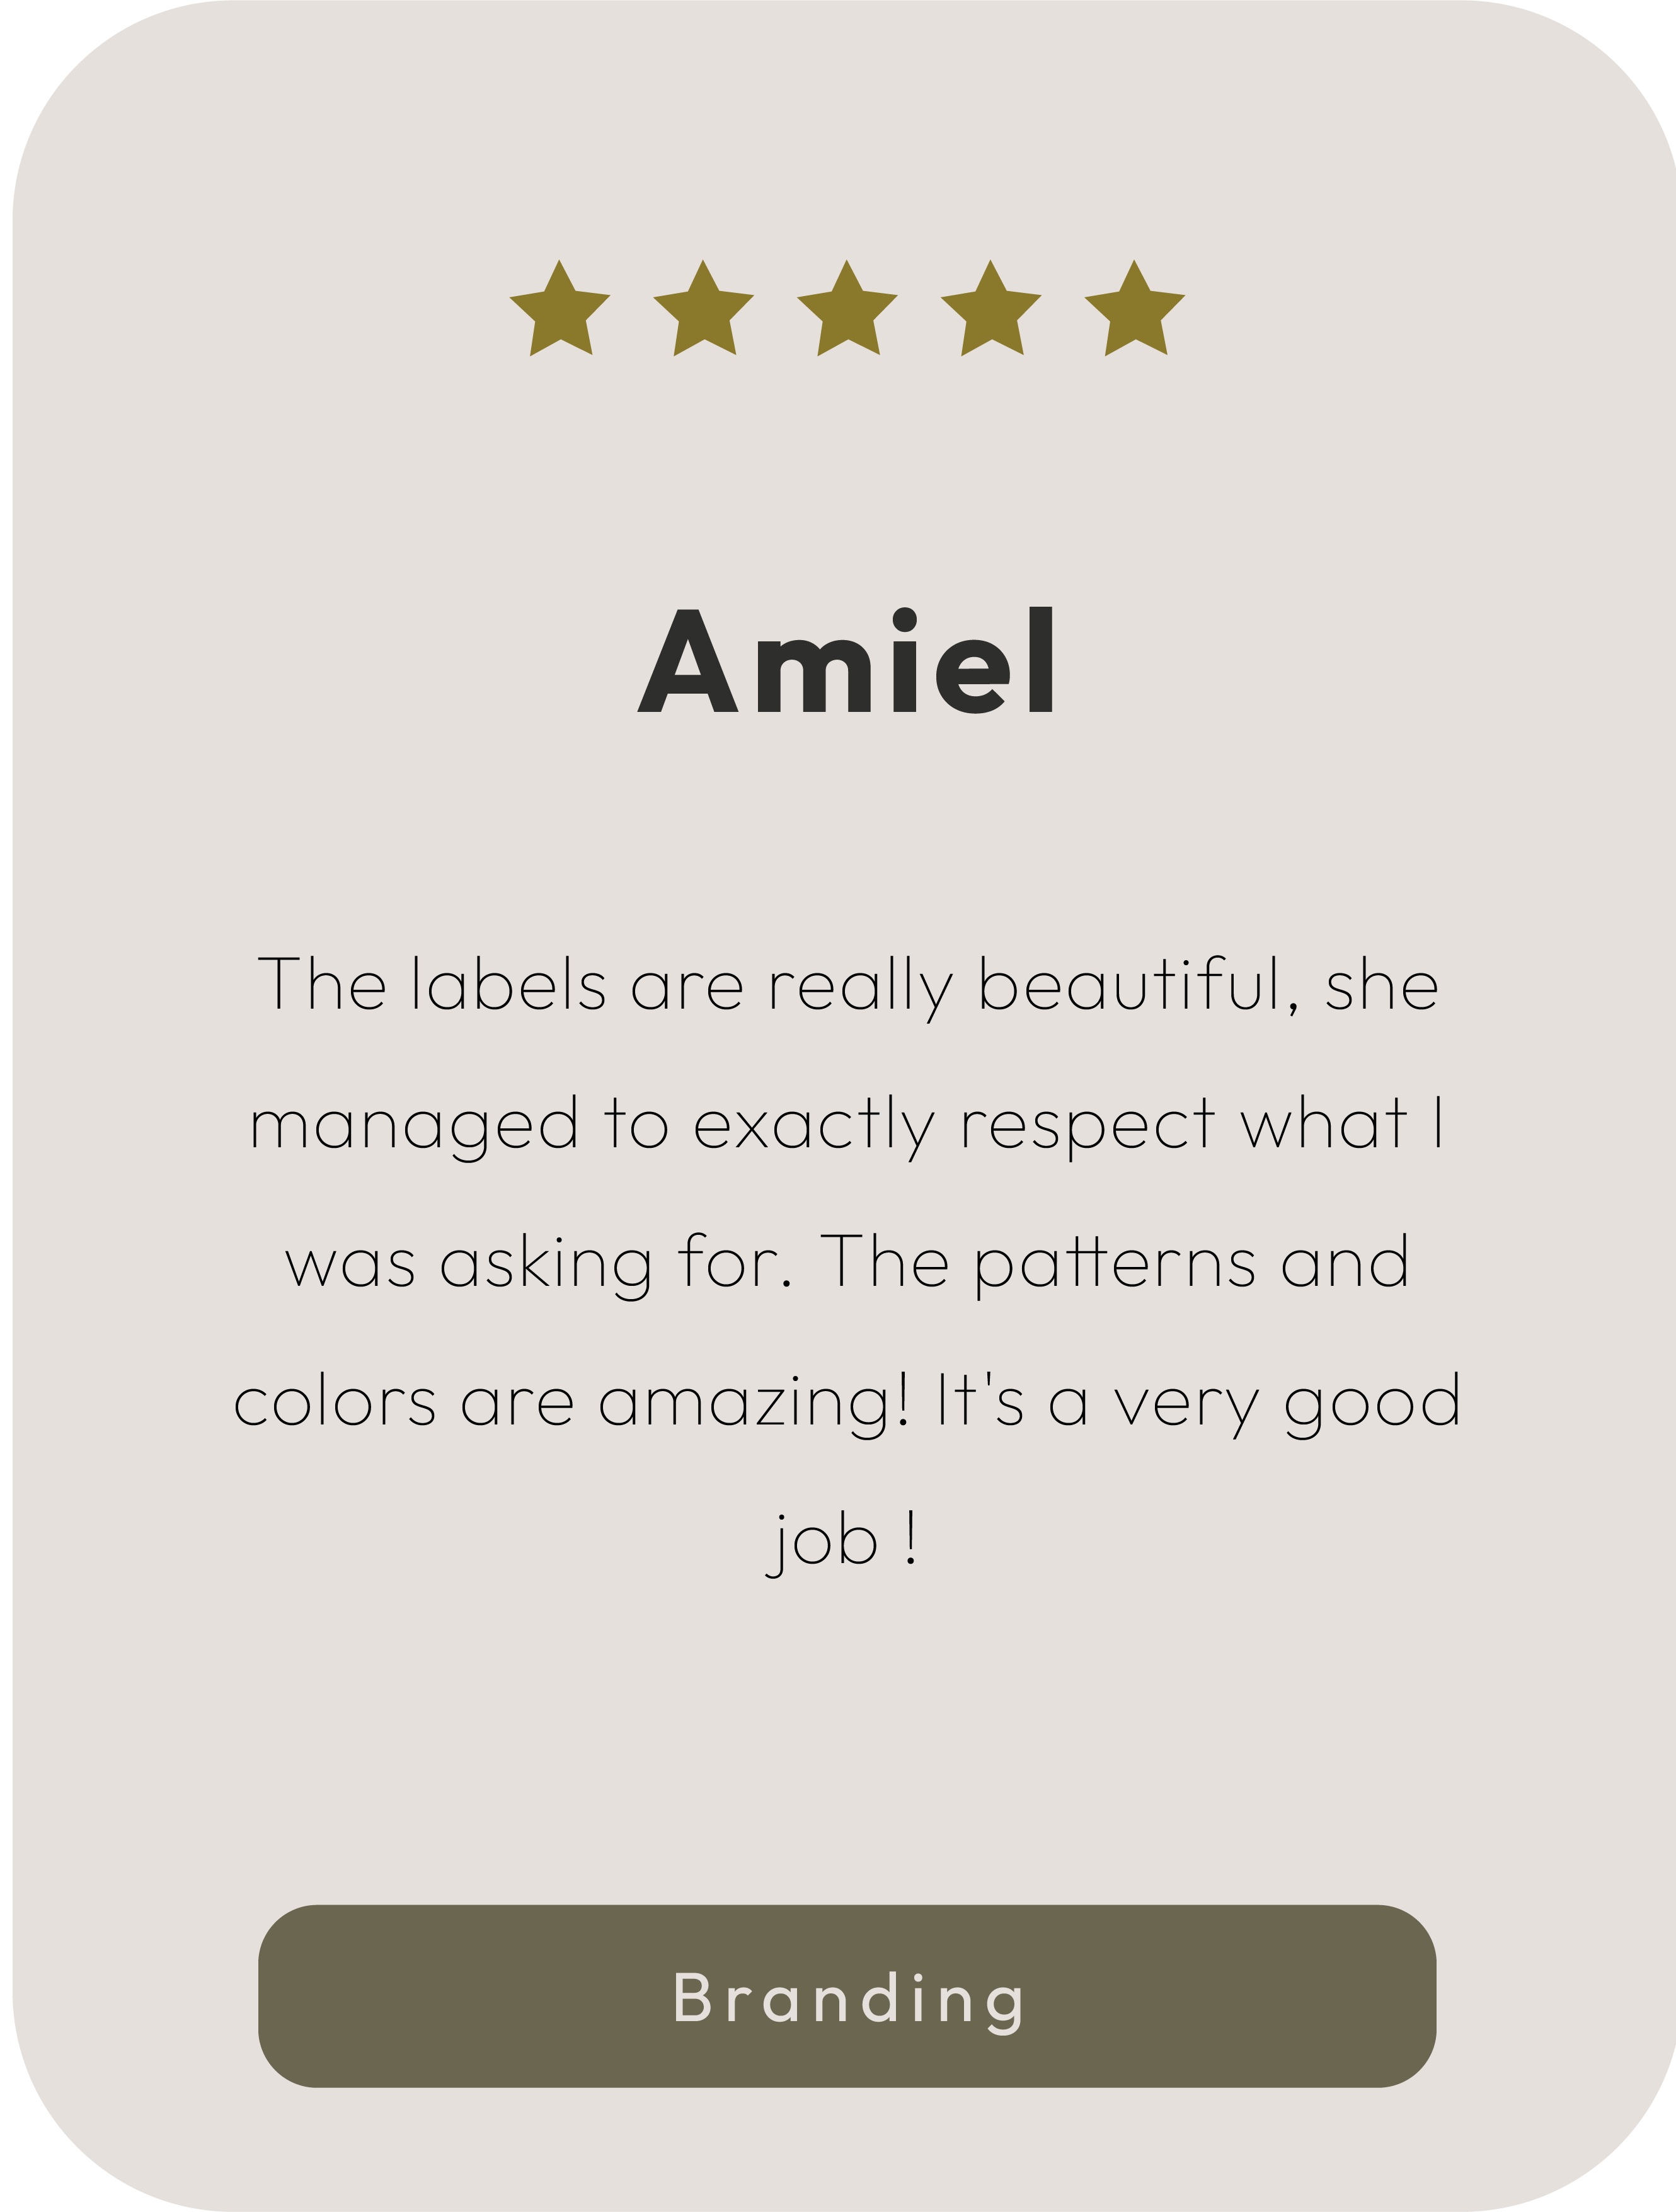 Amiel
The labels are really beautiful, she
managed to exactly respect what I
was asking for. The patterns and
colors are amazing! It's a very good
job !
Branding